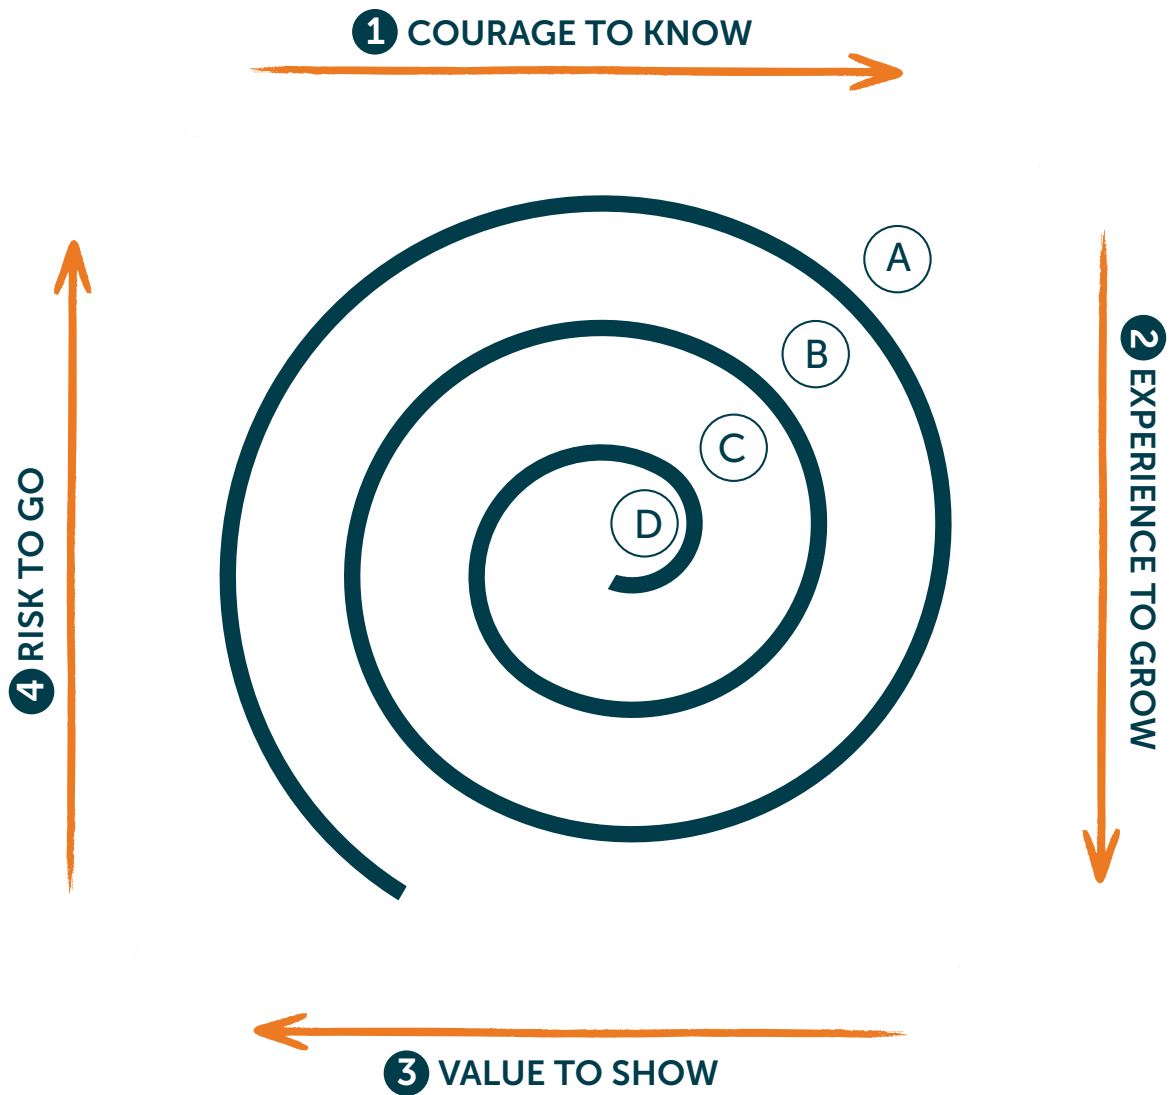 1 COURAGE TO KNOW
A
B
C
D
2 EXPERIENCE TO GROW
3 VALUE TO SHOW
4 RISK TO GO